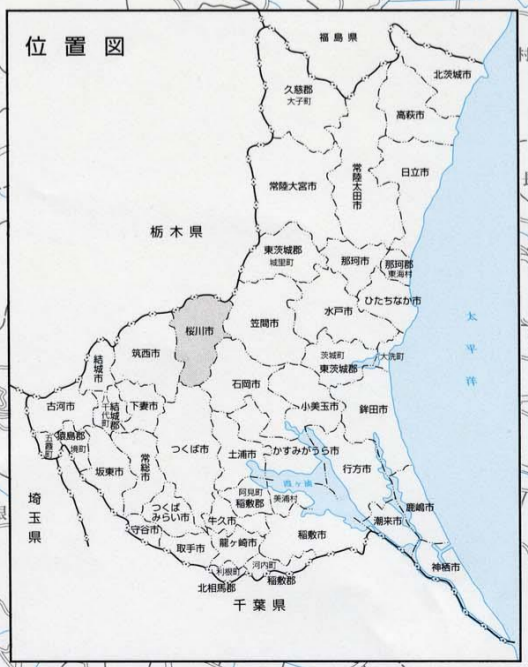 位置図
福島県
北茨城市
久慈郡
大子町
高萩市
日立市
常陸太田市
常陸大宮市
栃木県
東茨城郡
城里町
那珂市
那珂郡
東海村
ひたちなか市
水戸市
笠間市
桜川市
太平洋
筑西市
茨城町
大洗町
東茨城郡
結城市
石岡市
小美玉市
鉾田市
古河市
八千代町
結城郡
下妻市
つくば市
五霞町
猿島郡
境町
坂東市
常総市
土浦市
かすみがうら市
行方市
霞ヶ浦
阿見町
稲敷郡
美浦村
埼玉県
つくば
みらい市
守谷市
牛久市
稲敷市
潮来市
鹿嶋市
取手市
龍ヶ崎市
利根町
河内町
神栖市
北相馬郡
稲敷郡
千葉県